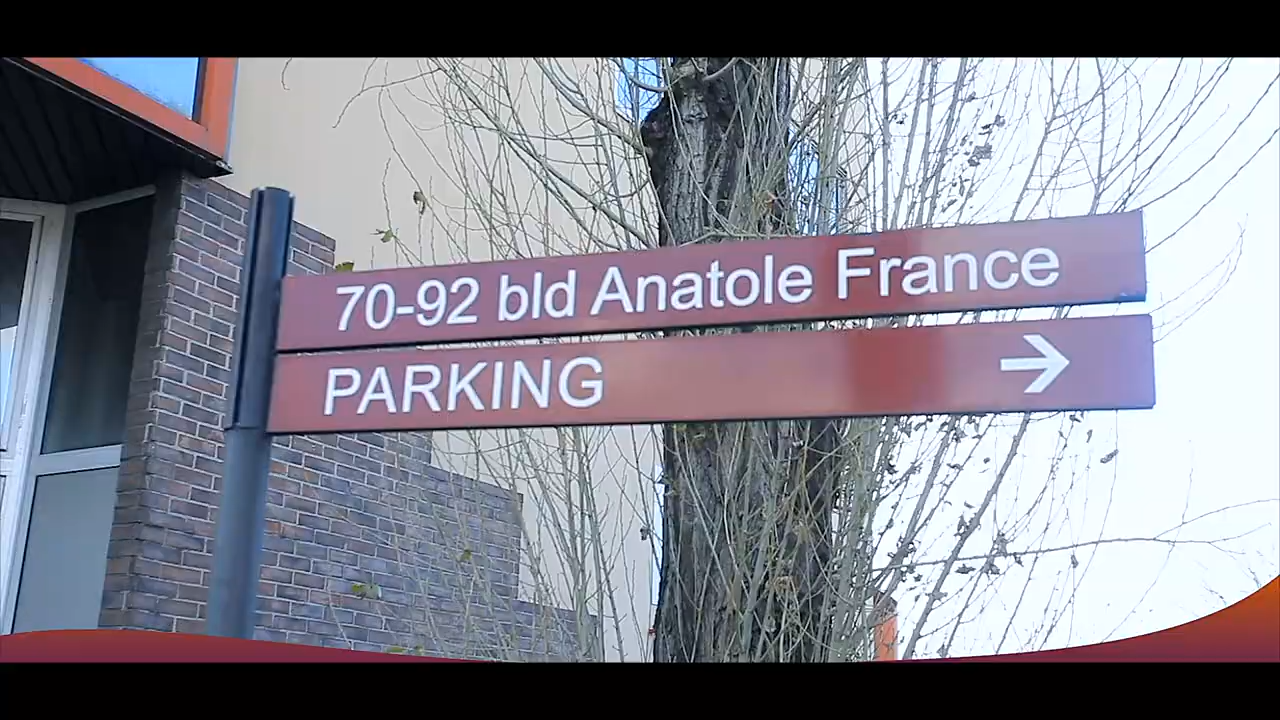 70-92 bld Anatole France
PARKING →